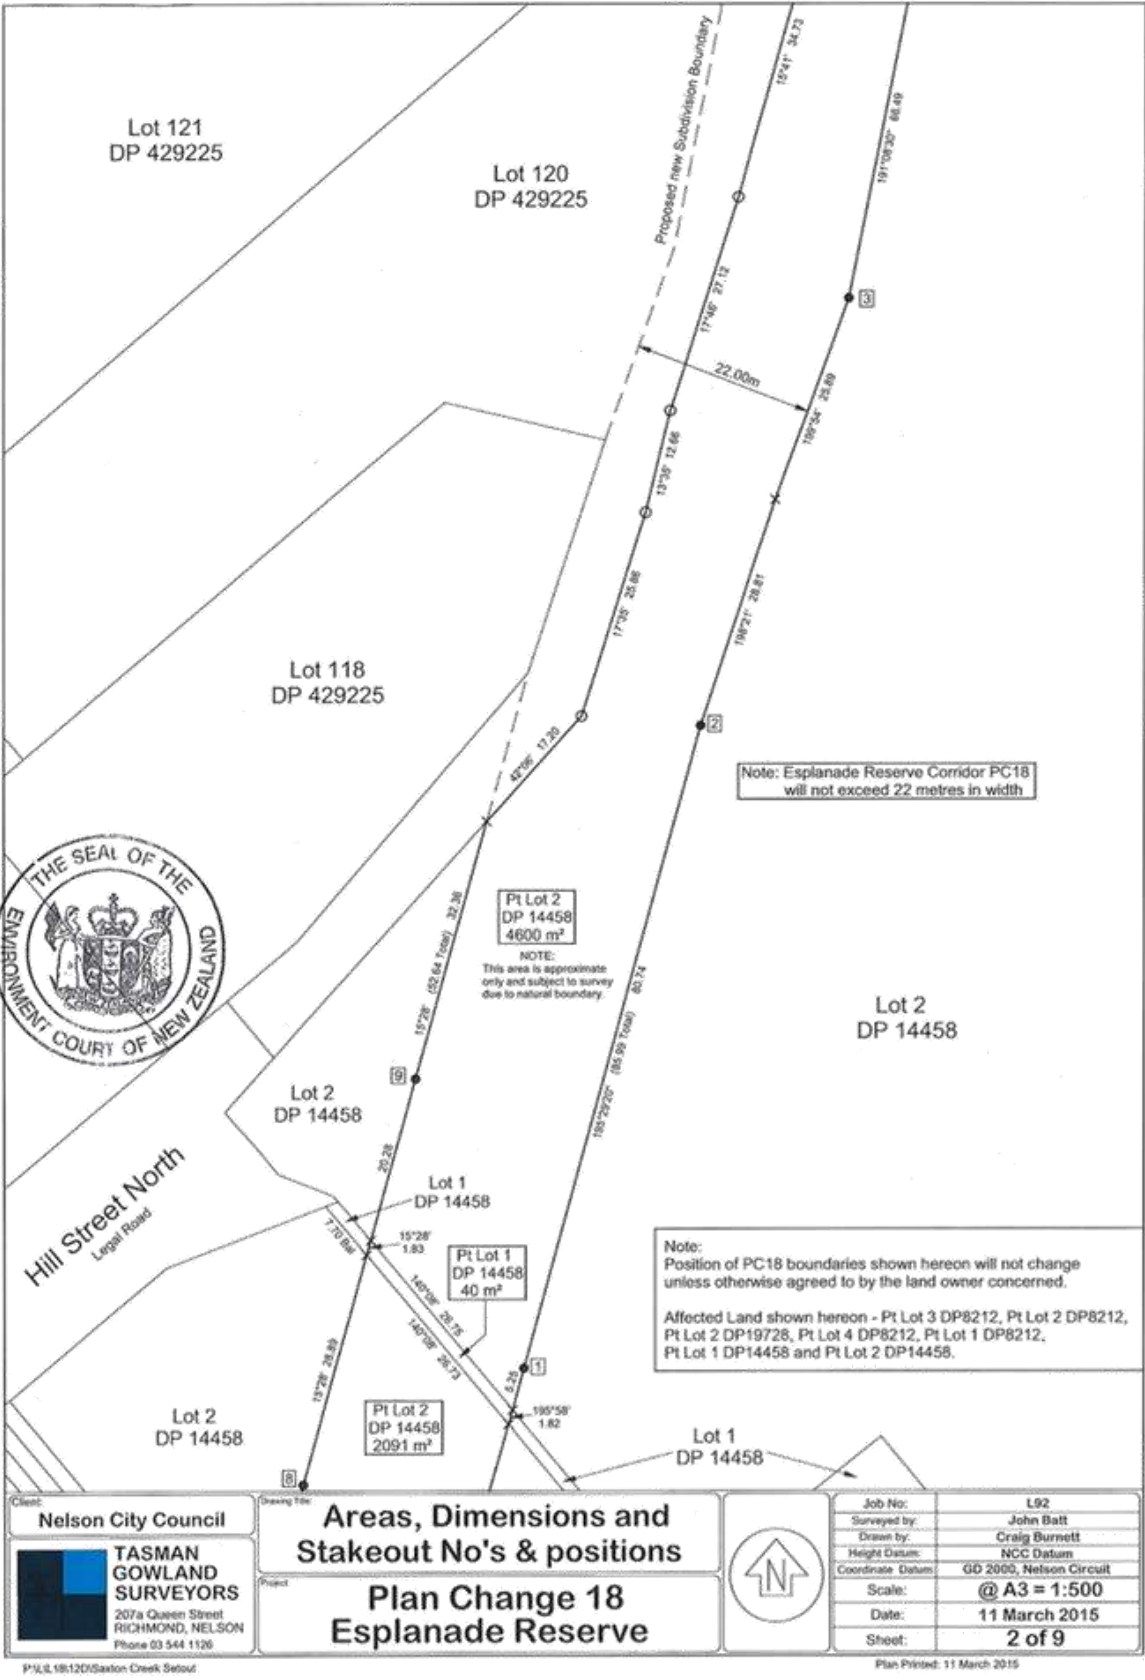 Proposed new Subdivision Boundary
15°41' 34.73
191°08'30" 66.49
Lot 121
DP 429225
Lot 120
DP 429225
17°46' 27.12
3
22.00m
199°54' 25.89
13°35' 12.66
198°21' 28.81
17°35' 25.86
Lot 118
DP 429225
2
42°06' 17.20
Note: Esplanade Reserve Corridor PC18
will not exceed 22 metres in width
THE SEAL OF THE
ENVIRONMENT COURT OF NEW ZEALAND
Pt Lot 2
DP 14458
4600 m²
NOTE:
This area is approximate
only and subject to survey
due to natural boundary.
15°28' (52.64 Total) 32.36
195°29'20" (85.99 Total) 80.74
Lot 2
DP 14458
9
Lot 2
DP 14458
20.28
Hill Street North
Legal Road
Lot 1
DP 14458
7.70 Bal
15°28'
1.83
Pt Lot 1
DP 14458
40 m²
140°08' 26.75
140°08' 26.73
Note:
Position of PC18 boundaries shown hereon will not change
unless otherwise agreed to by the land owner concerned.
Affected Land shown hereon - Pt Lot 3 DP8212, Pt Lot 2 DP8212,
Pt Lot 2 DP19728, Pt Lot 4 DP8212, Pt Lot 1 DP8212,
Pt Lot 1 DP14458 and Pt Lot 2 DP14458.
1
5.25
15°28' 28.89
195°58'
1.82
Lot 2
DP 14458
Pt Lot 2
DP 14458
2091 m²
Lot 1
DP 14458
8
Client:
Nelson City Council
TASMAN
GOWLAND
SURVEYORS
207a Queen Street
RICHMOND, NELSON
Phone 03 544 1126
Drawing Title:
Areas, Dimensions and
Stakeout No's & positions
Project
Plan Change 18
Esplanade Reserve
N
Job No: L92
Surveyed by: John Batt
Drawn by: Craig Burnett
Height Datum: NCC Datum
Coordinate Datum: GD 2000, Nelson Circuit
Scale: @ A3 = 1:500
Date: 11 March 2015
Sheet: 2 of 9
Plan Printed: 11 March 2015